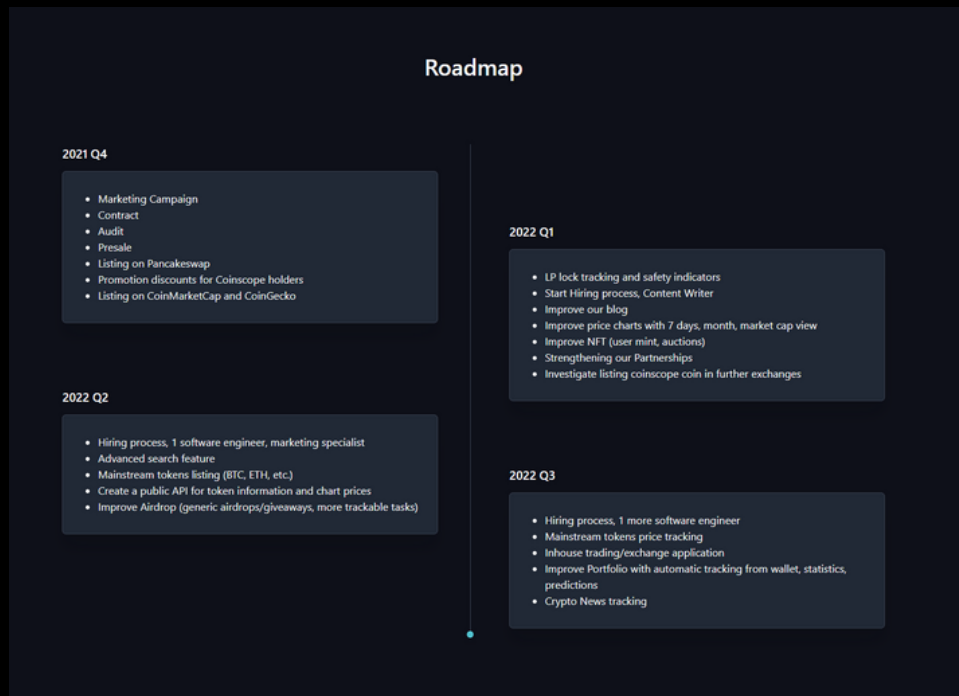 Roadmap
2021 Q4
• Marketing Campaign
• Contract
• Audit
• Presale
• Listing on Pancakeswap
• Promotion discounts for Coinscope holders
• Listing on CoinMarketCap and CoinGecko
2022 Q1
• LP lock tracking and safety indicators
• Start Hiring process, Content Writer
• Improve our blog
• Improve price charts with 7 days, month, market cap view
• Improve NFT (user mint, auctions)
• Strengthening our Partnerships
• Investigate listing coinscope coin in further exchanges
2022 Q2
• Hiring process, 1 software engineer, marketing specialist
• Advanced search feature
• Mainstream tokens listing (BTC, ETH, etc.)
• Create a public API for token information and chart prices
• Improve Airdrop (generic airdrops/giveaways, more trackable tasks)
2022 Q3
• Hiring process, 1 more software engineer
• Mainstream tokens price tracking
• Inhouse trading/exchange application
• Improve Portfolio with automatic tracking from wallet, statistics,
predictions
• Crypto News tracking